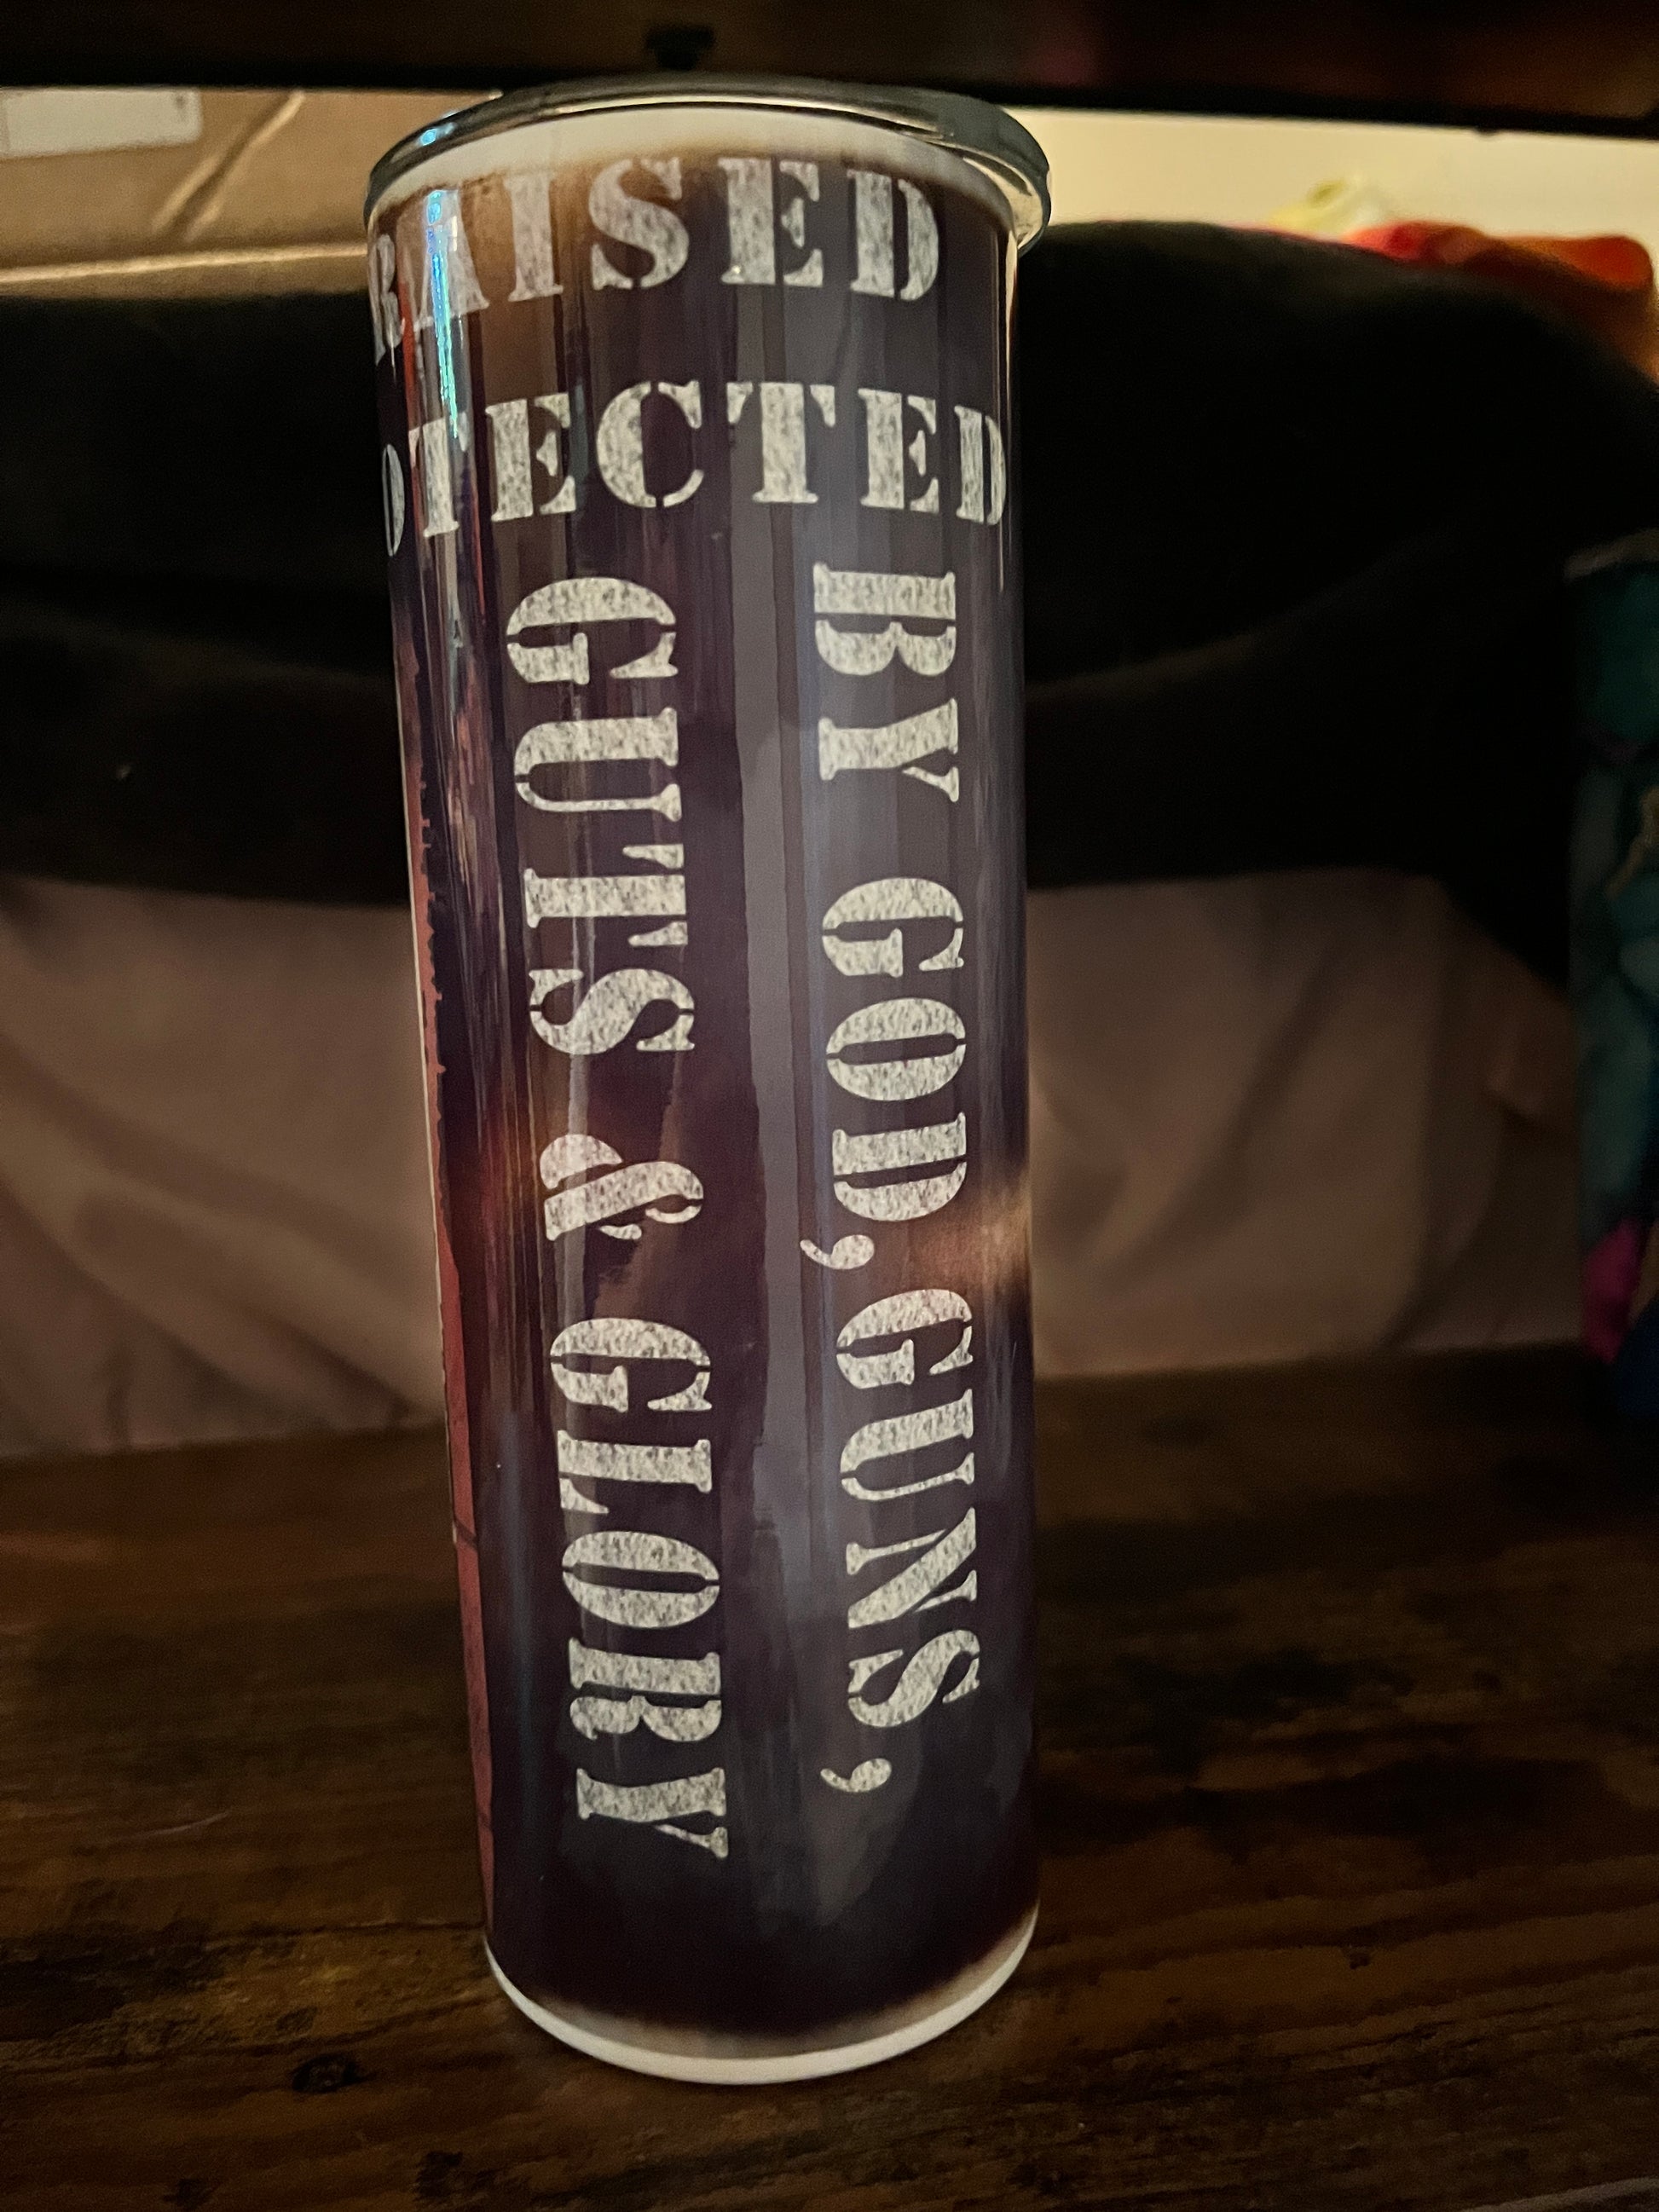 RAISED
OTECTED
BY GOD, GUNS,
GUTS & GLORY